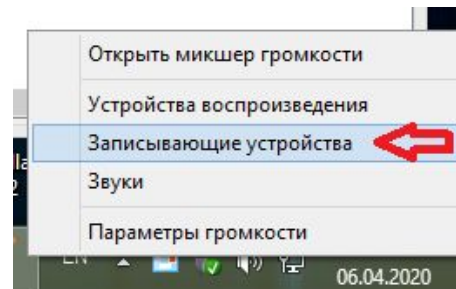 Открыть микшер громкости
Устройства воспроизведения
Записывающие устройства
Звуки
Параметры громкости
EN
06.04.2020